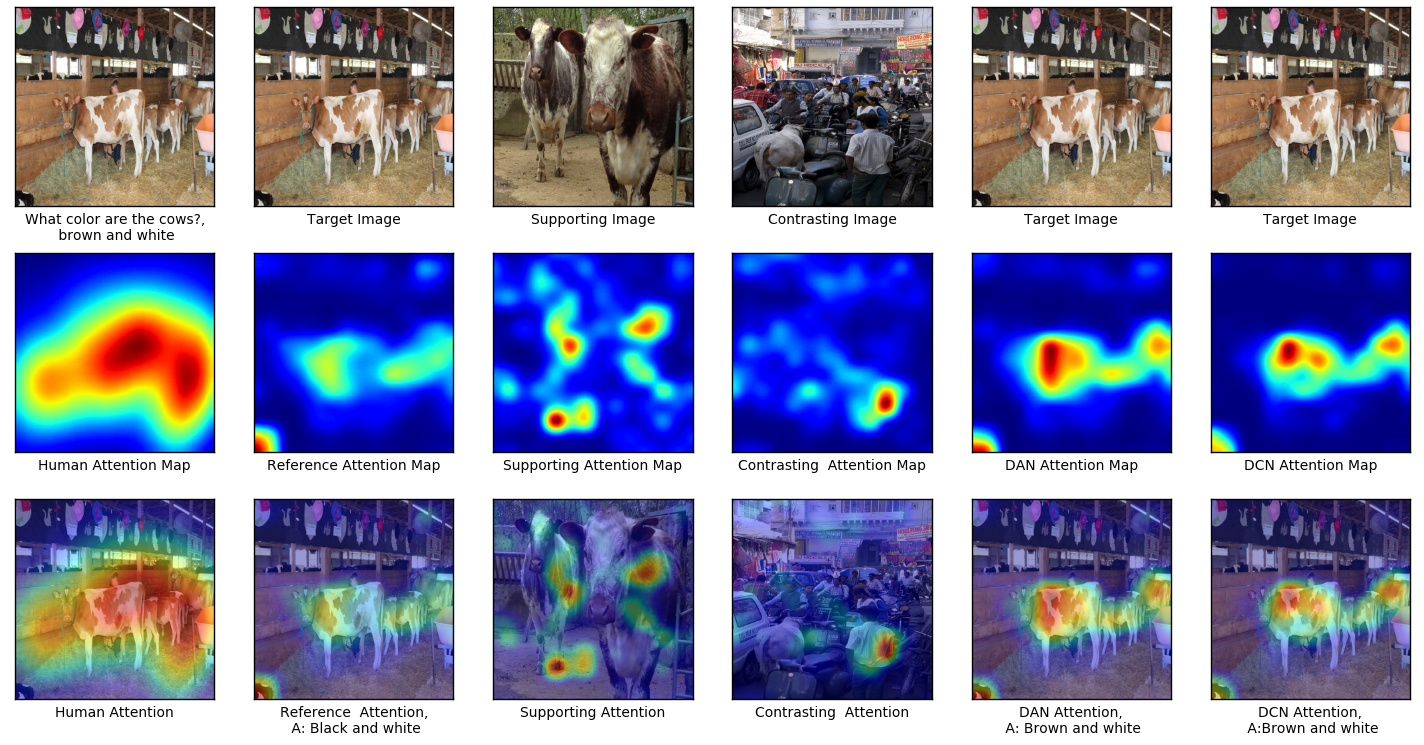 What color are the cows?,
brown and white
Target Image
Supporting Image
Contrasting Image
Target Image
Target Image
Human Attention Map
Reference Attention Map
Supporting Attention Map
Contrasting  Attention Map
DAN Attention Map
DCN Attention Map
Human Attention
Reference  Attention,
A: Black and white
Supporting Attention
Contrasting  Attention
DAN Attention,
A: Brown and white
DCN Attention,
A:Brown and white